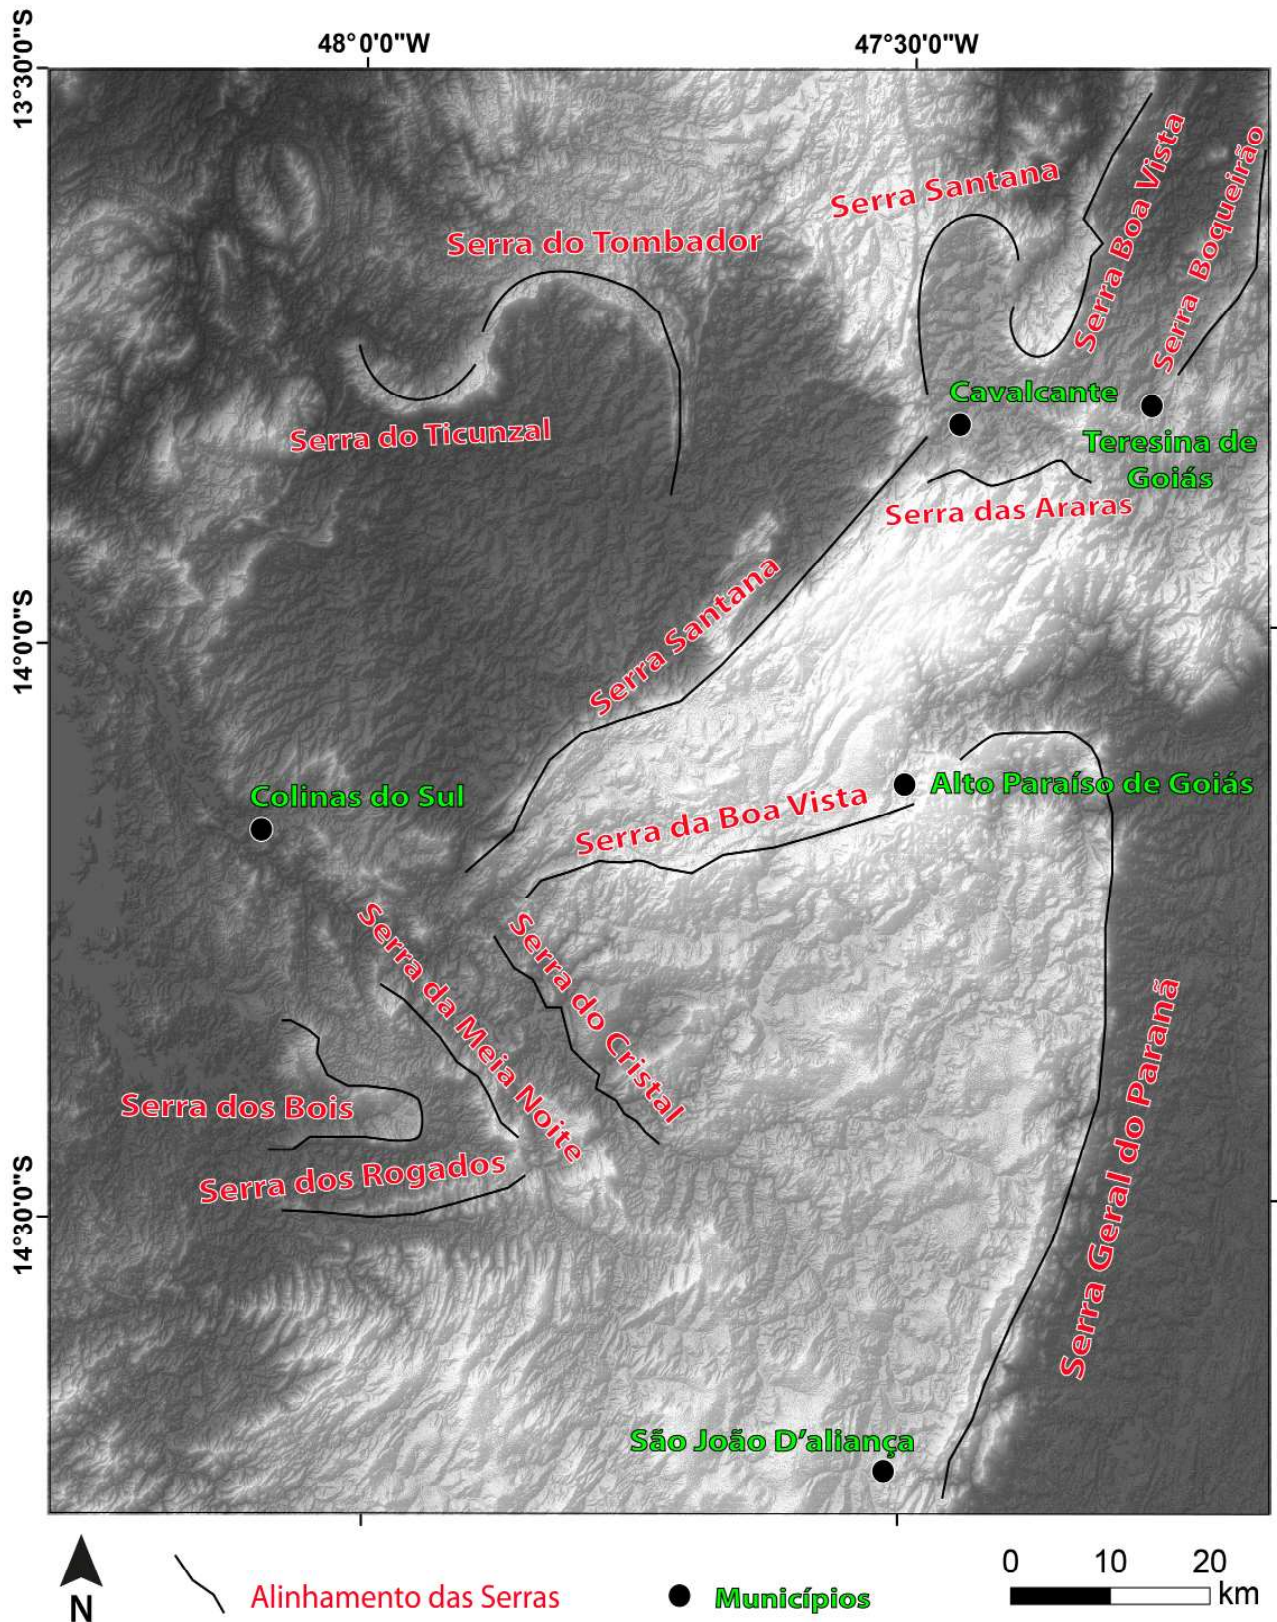 48°0'0"W
47°30'0"W
13°30'0"S
Serra Boa Vista
Serra Boqueirão
Serra Santana
Serra do Tombador
Cavalcante
Serra do Ticunzal
Teresina de
Goiás
Serra das Araras
Serra Santana
14°0'0"S
Colinas do Sul
Alto Paraíso de Goiás
Serra da Boa Vista
Serra da Meia Noite
Serra do Cristal
Serra Geral do Paranã
Serra dos Bois
Serra dos Rogados
14°30'0"S
São João D'aliança
N
Alinhamento das Serras
Municípios
0 10 20
km